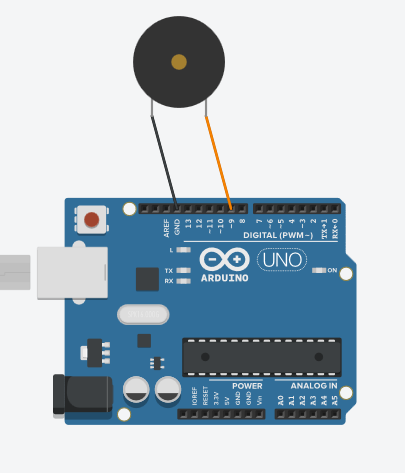 AREF
GND
13
12
~11
~10
~9
8
7
~6
~5
4
~3
2
TX→1
RX←0
DIGITAL (PWM~)
L
TX
RX
ARDUINO
UNO
ON
POWER
ANALOG IN
IOREF
RESET
3.3V
5V
GND
GND
Vin
A0
A1
A2
A3
A4
A5